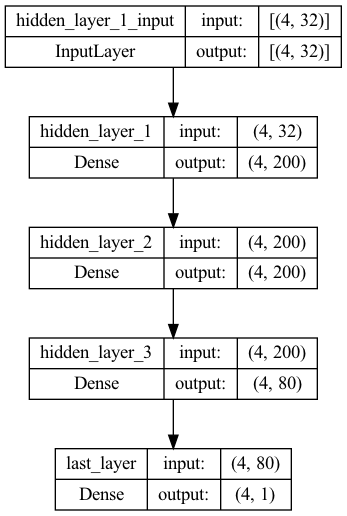 hidden_layer_1_input input: [(4, 32)]
InputLayer output: [(4, 32)]
hidden_layer_1 input: (4, 32)
Dense output: (4, 200)
hidden_layer_2 input: (4, 200)
Dense output: (4, 200)
hidden_layer_3 input: (4, 200)
Dense output: (4, 80)
last_layer input: (4, 80)
Dense output: (4, 1)